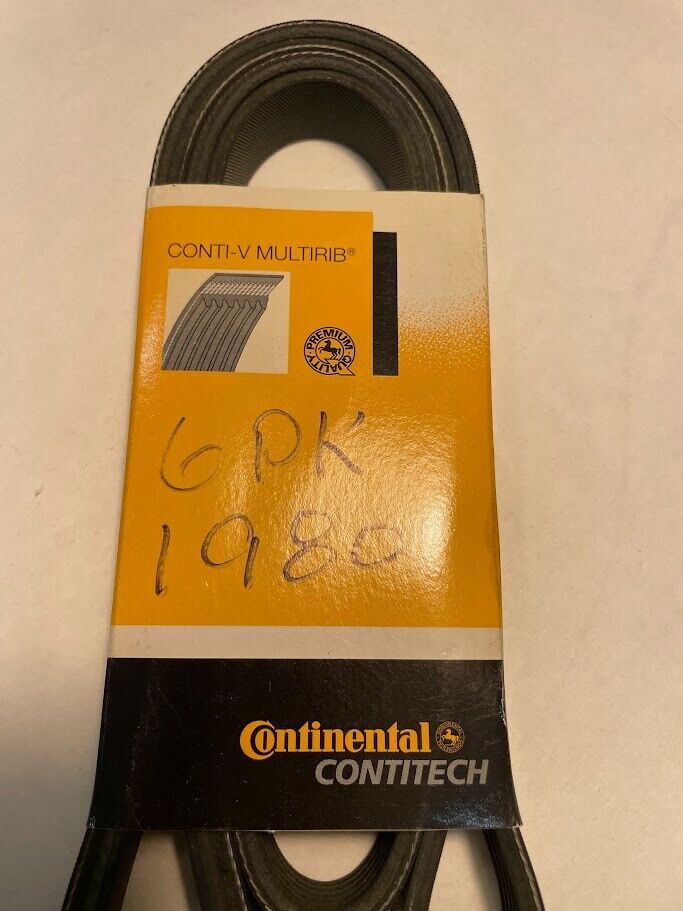 CONTI-V MULTIRIB®
PREMIUM QUALITY
6PK
1980
Continental
CONTITECH